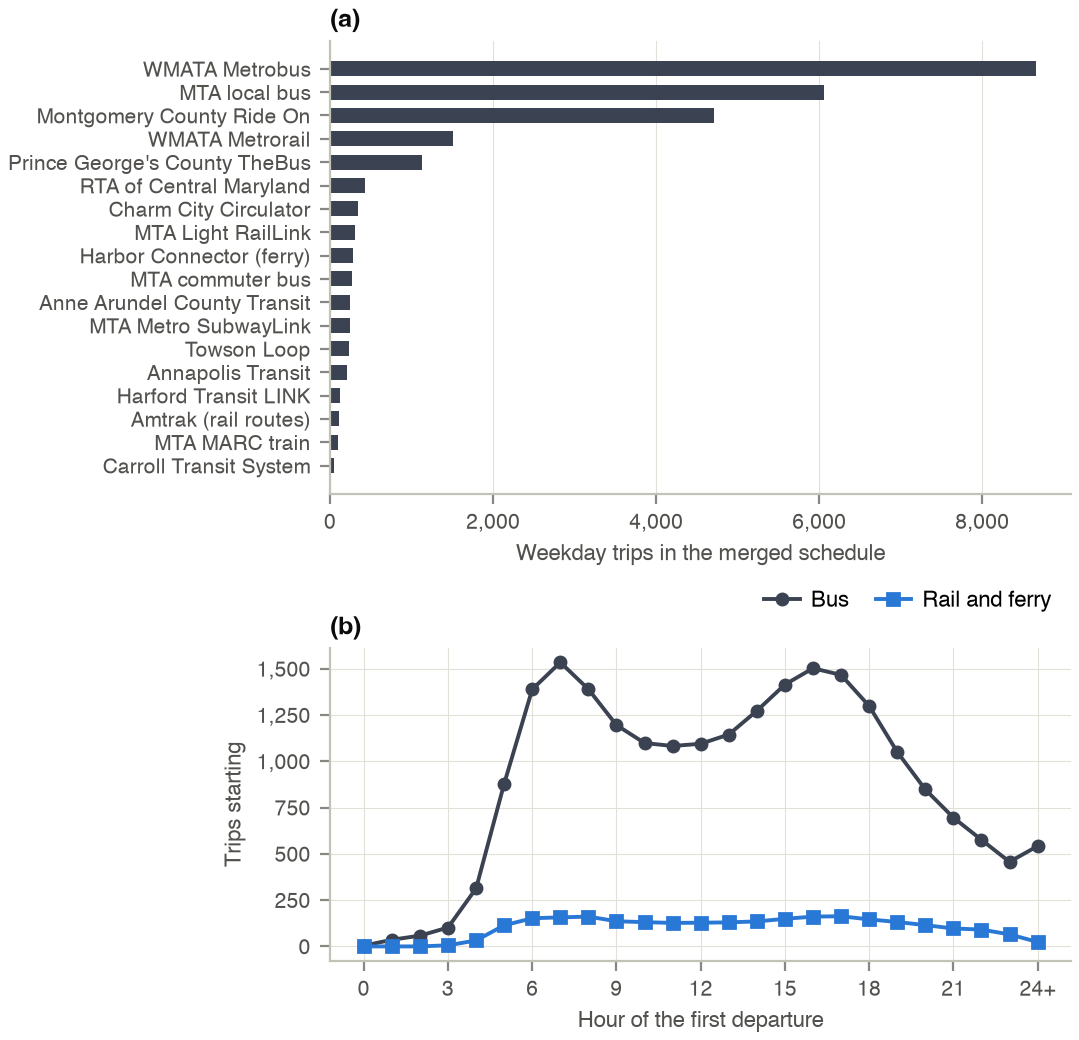 (a)
WMATA Metrobus
MTA local bus
Montgomery County Ride On
WMATA Metrorail
Prince George's County TheBus
RTA of Central Maryland
Charm City Circulator
MTA Light RailLink
Harbor Connector (ferry)
MTA commuter bus
Anne Arundel County Transit
MTA Metro SubwayLink
Towson Loop
Annapolis Transit
Harford Transit LINK
Amtrak (rail routes)
MTA MARC train
Carroll Transit System
0 2,000 4,000 6,000 8,000
Weekday trips in the merged schedule
Bus Rail and ferry
(b)
1,500
1,250
1,000
750
500
250
0
Trips starting
0 3 6 9 12 15 18 21 24+
Hour of the first departure